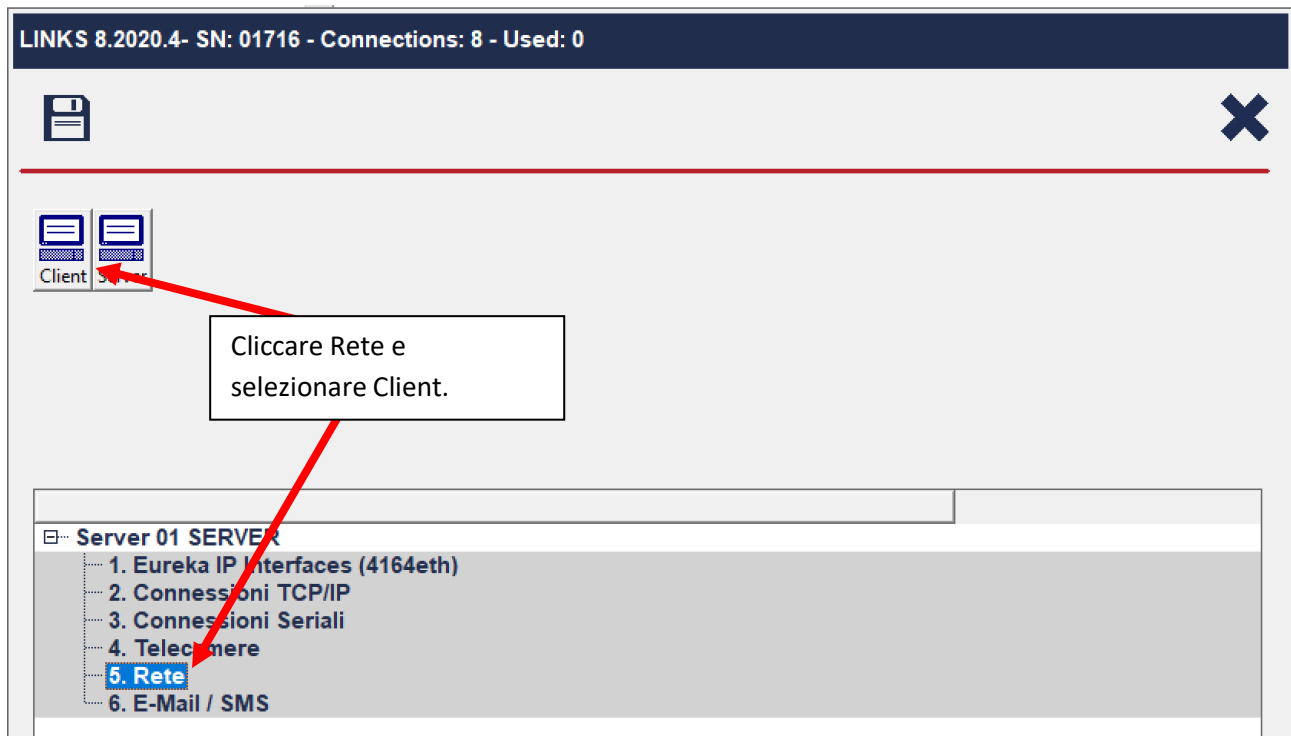 LINKS 8.2020.4- SN: 01716 - Connections: 8 - Used: 0
Client Server
Cliccare Rete e
selezionare Client.
Server 01 SERVER
1. Eureka IP Interfaces (4164eth)
2. Connessioni TCP/IP
3. Connessioni Seriali
4. Telecamere
5. Rete
6. E-Mail / SMS